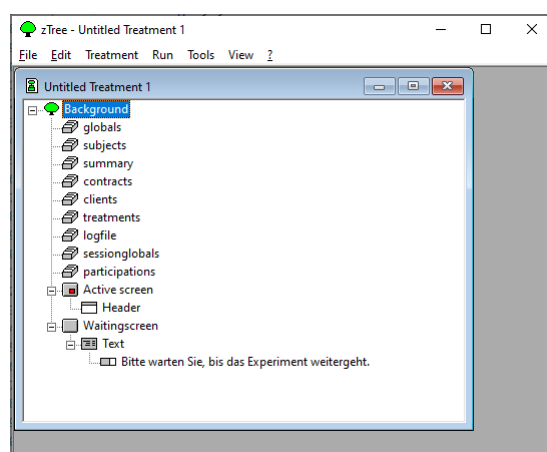 zTree - Untitled Treatment 1
File Edit Treatment Run Tools View ?
Untitled Treatment 1
Background
globals
subjects
summary
contracts
clients
treatments
logfile
sessionglobals
participations
Active screen
Header
Waitingscreen
Text
Bitte warten Sie, bis das Experiment weitergeht.